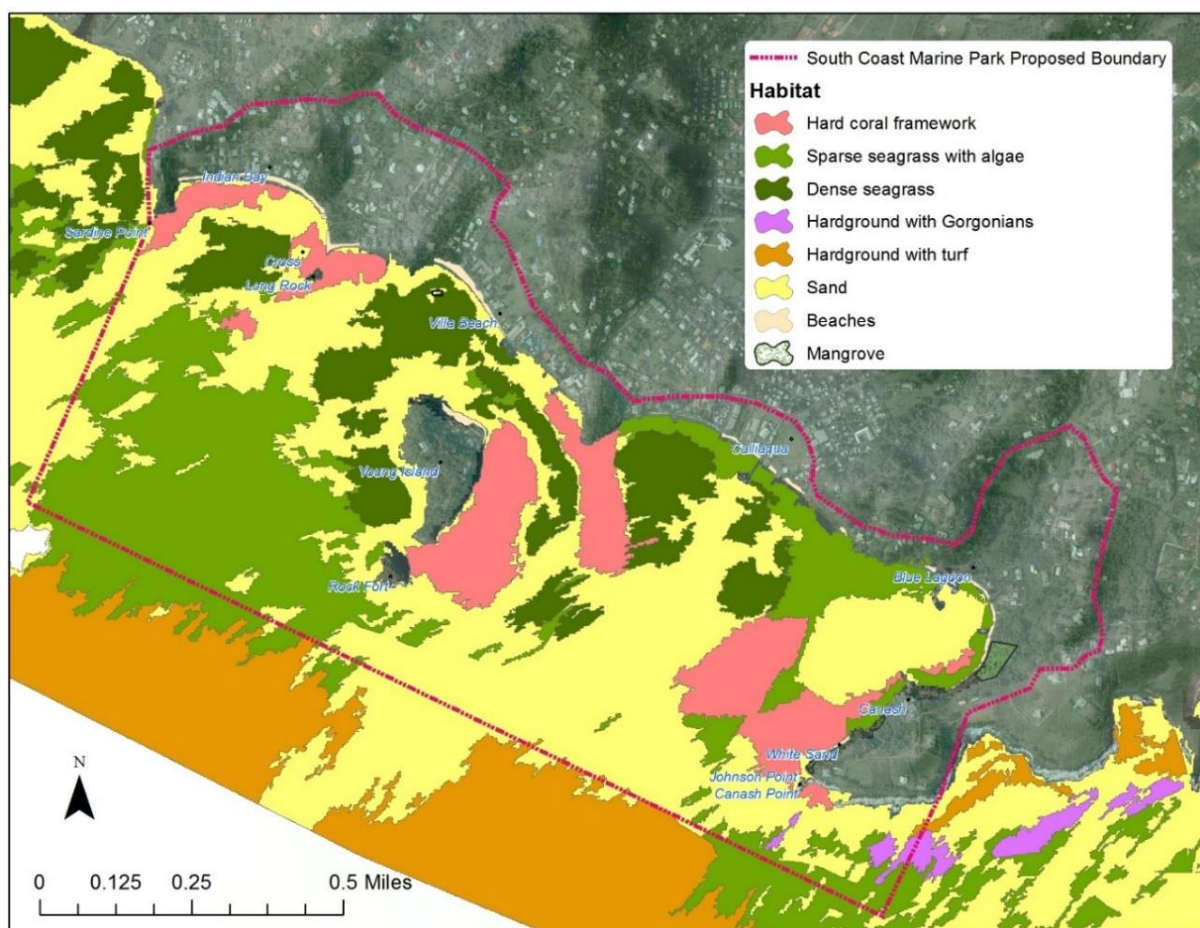 South Coast Marine Park Proposed Boundary
Habitat
Hard coral framework
Sparse seagrass with algae
Dense seagrass
Hardground with Gorgonians
Hardground with turf
Sand
Beaches
Mangrove
Indian Bay
Sardine Point
Cross
Long Rock
Villa Beach
Young Island
Calliaqua
Rock Fort
Blue Lagoon
Canash
White Sand
Johnson Point
Canash Point
N
0 0.125 0.25 0.5 Miles